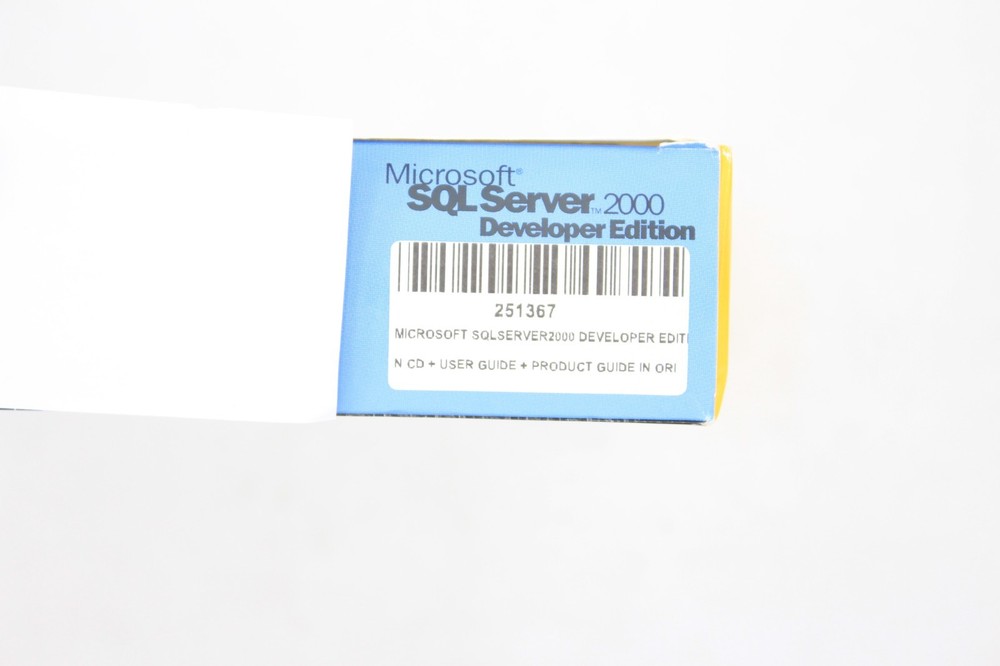 Microsoft®
SQL Server™ 2000
Developer Edition
251367
MICROSOFT SQLSERVER2000 DEVELOPER EDITI
N CD + USER GUIDE + PRODUCT GUIDE IN ORI